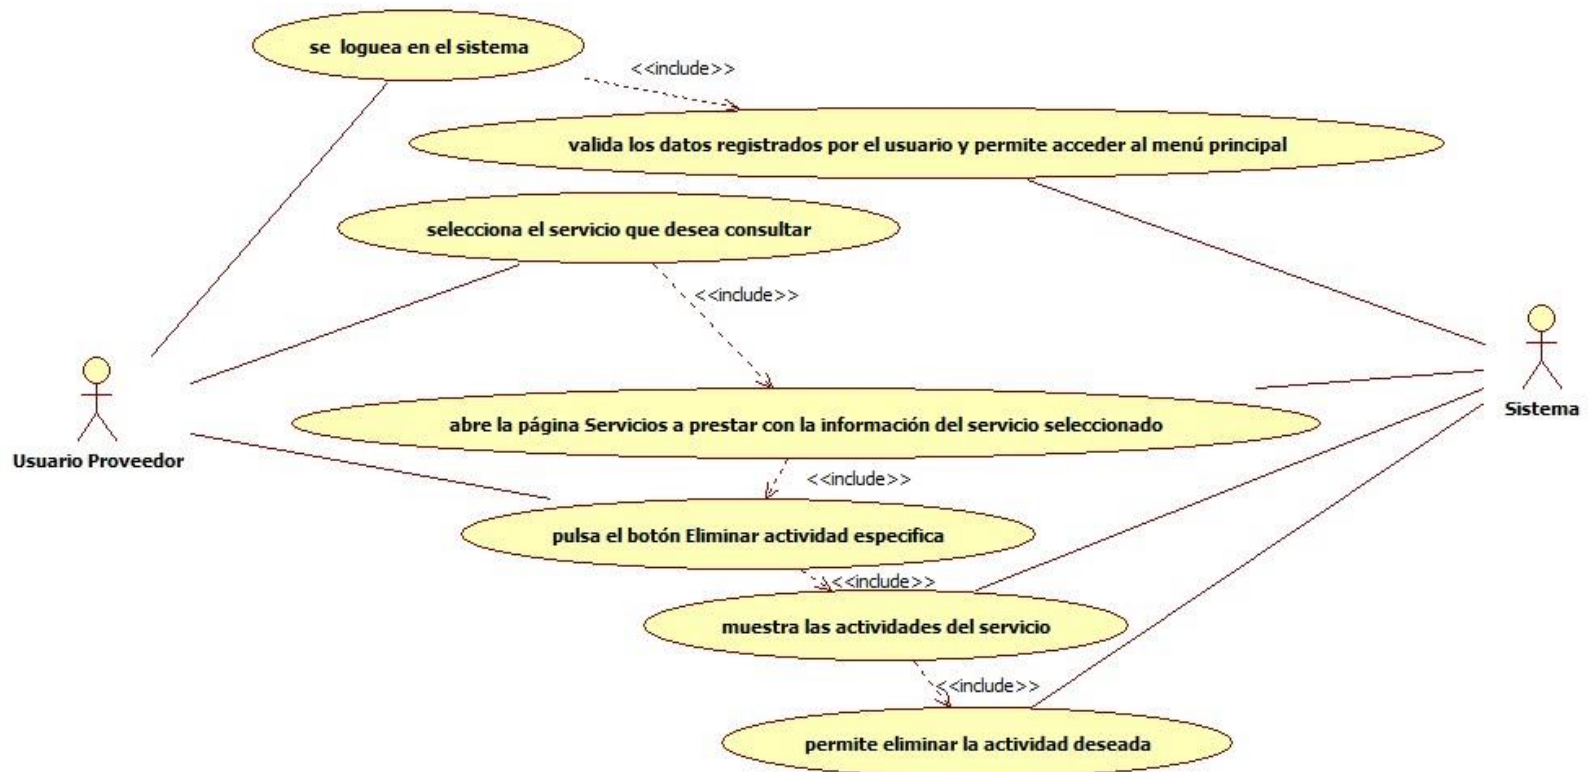 se loguea en el sistema
<<include>>
valida los datos registrados por el usuario y permite acceder al menú principal
selecciona el servicio que desea consultar
<<include>>
Usuario Proveedor
Sistema
abre la página Servicios a prestar con la información del servicio seleccionado
<<include>>
pulsa el botón Eliminar actividad especifica
<<include>>
muestra las actividades del servicio
<<include>>
permite eliminar la actividad deseada